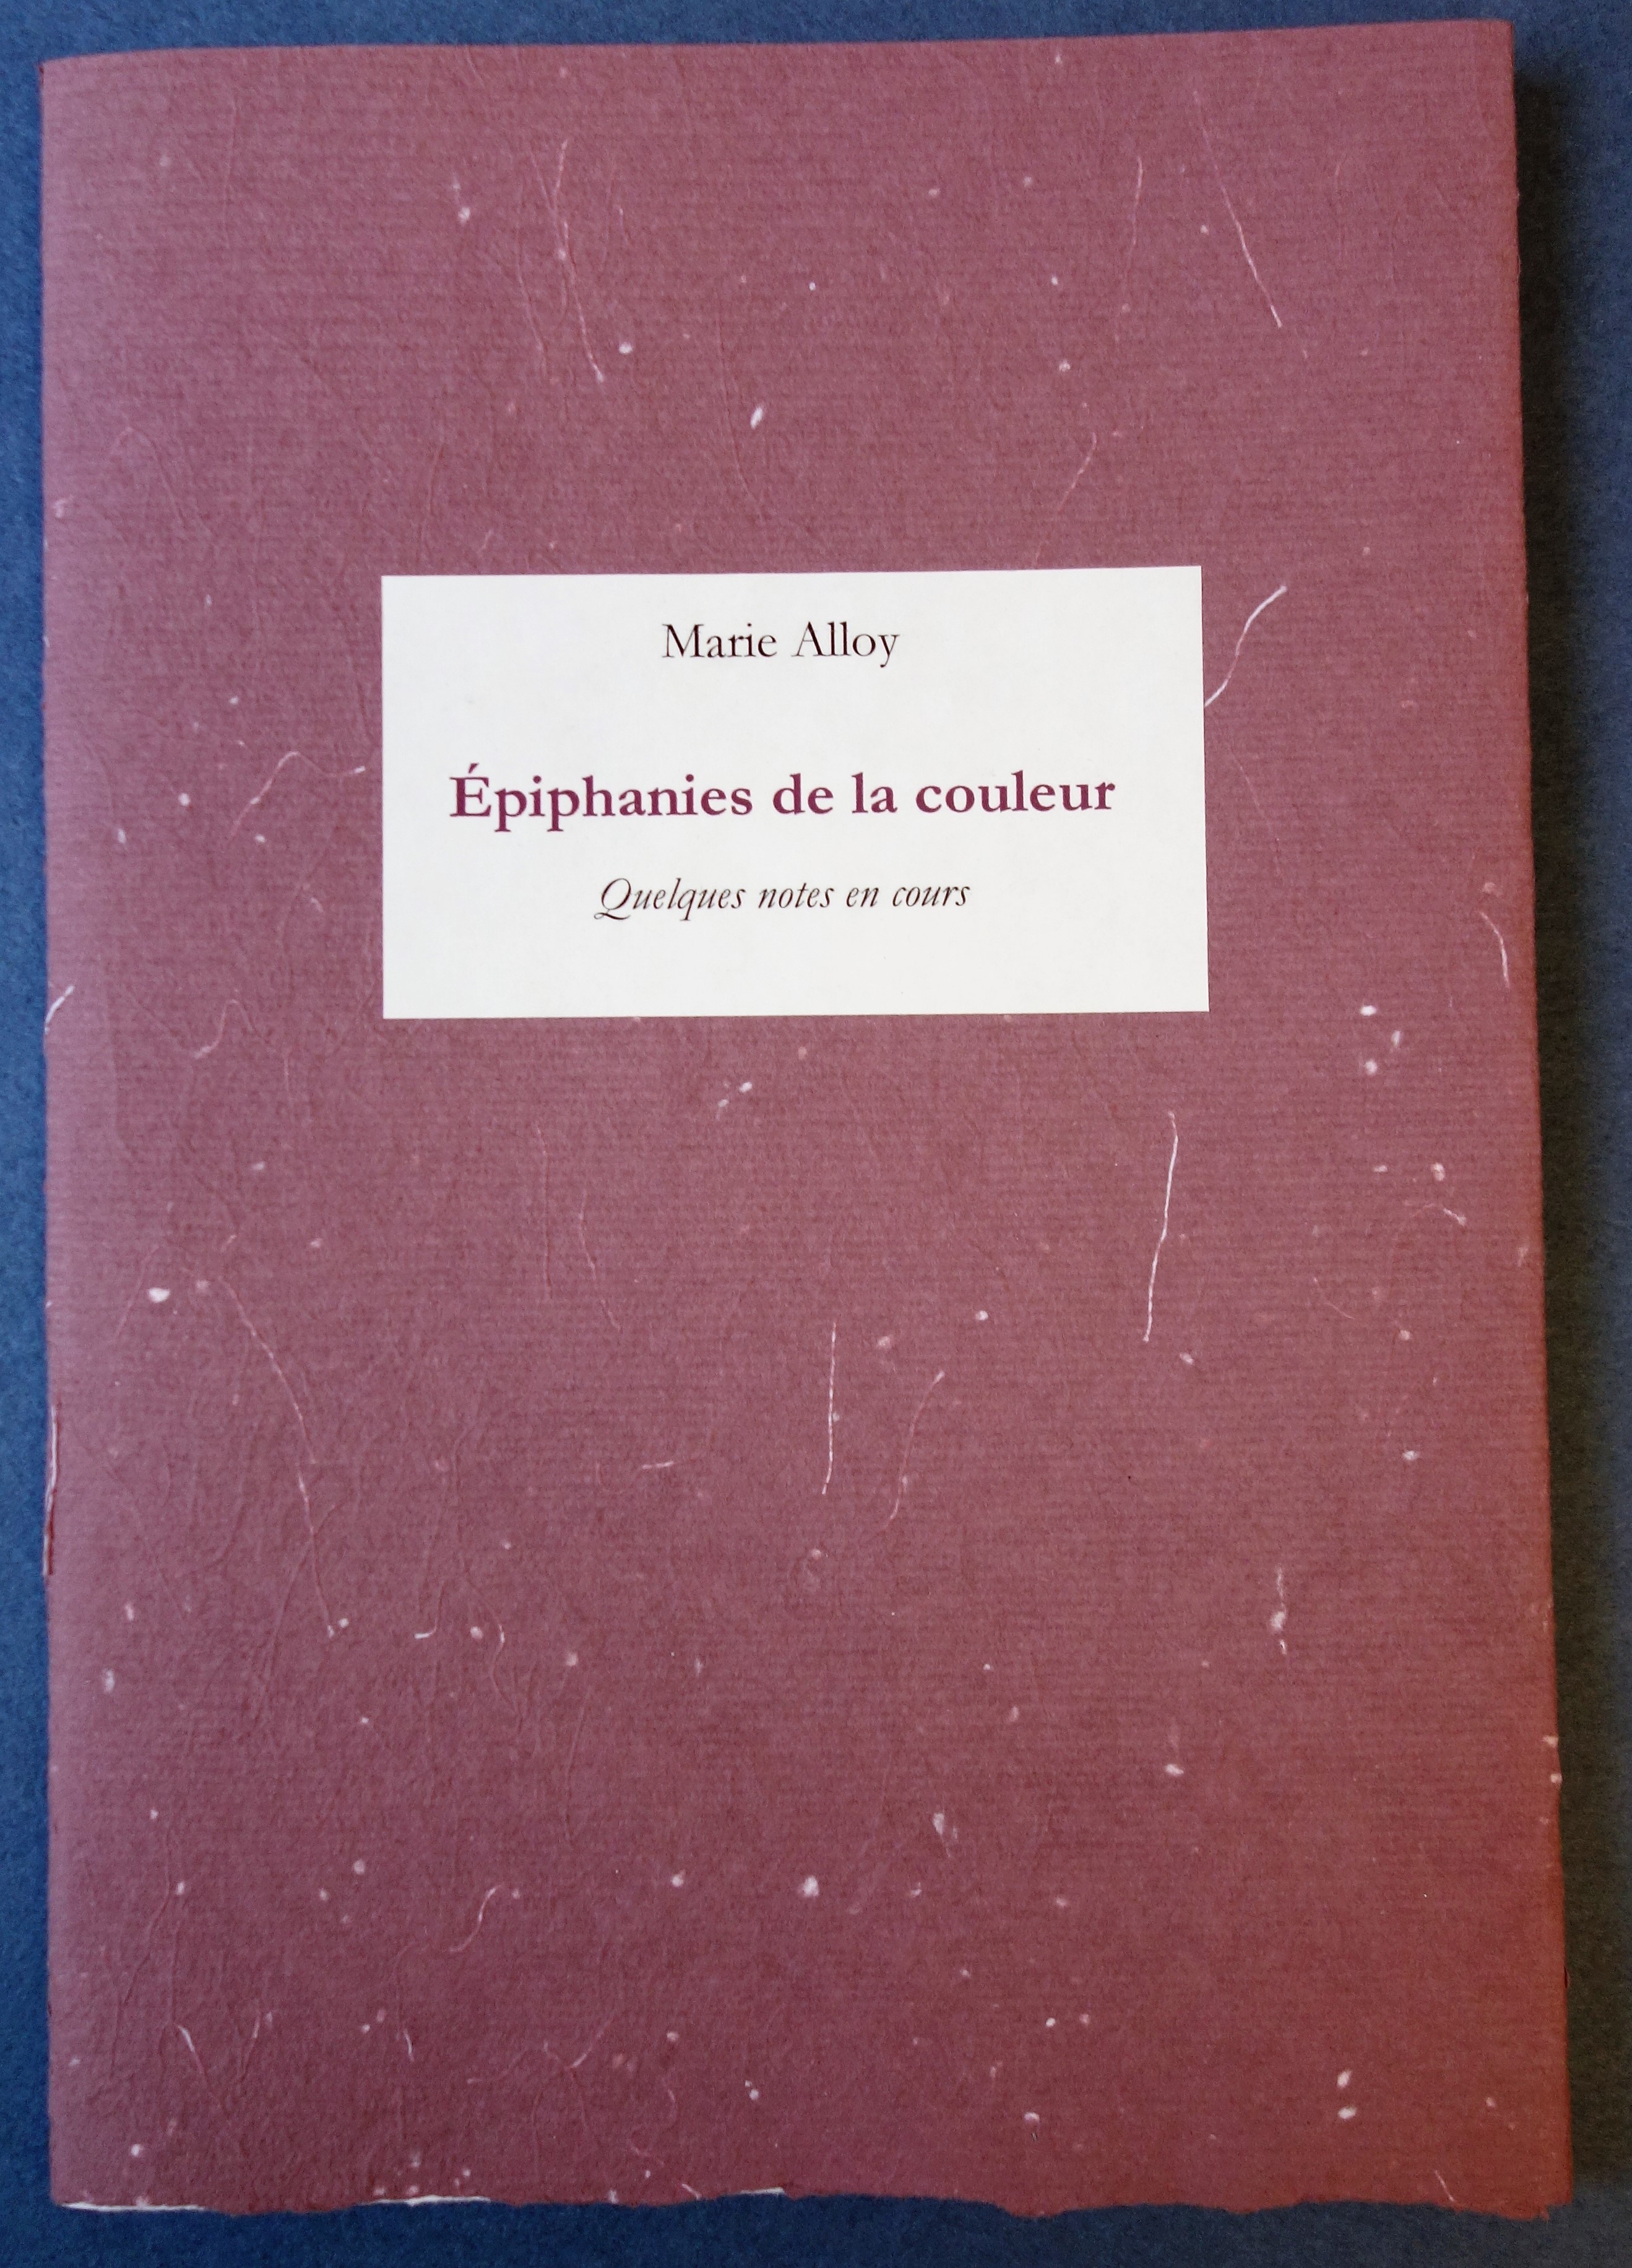 Marie Alloy
Épiphanies de la couleur
Quelques notes en cours